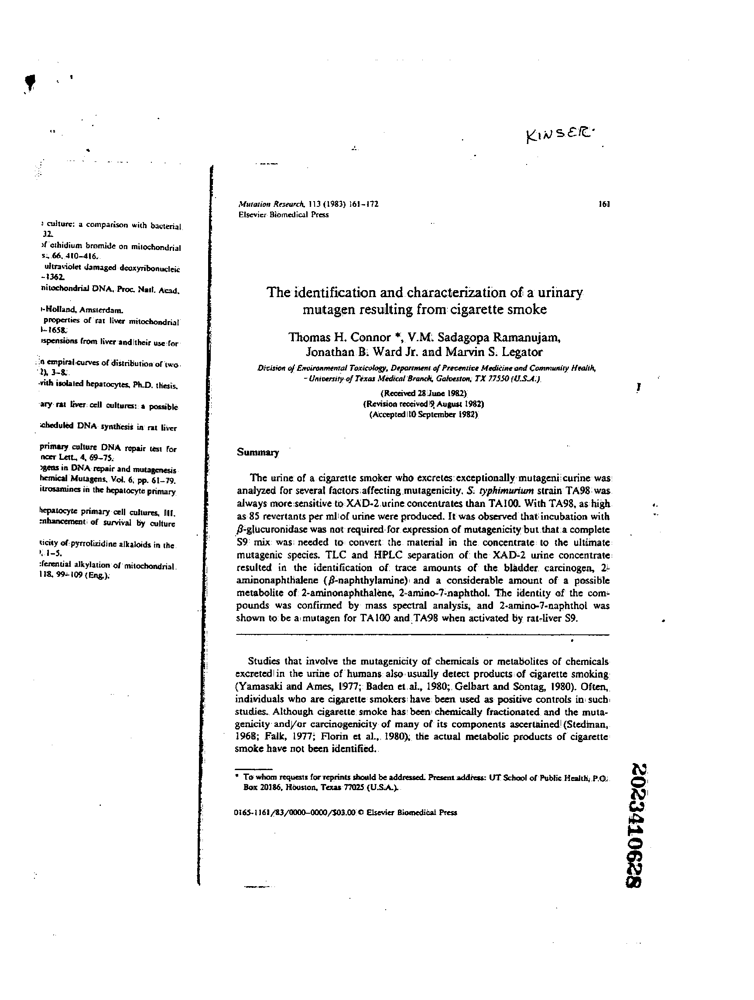 KINSER
: culture: a comparison with bacterial
32.
of ethidium bromide on mitochondrial
s., 66, 410–416.
ultraviolet damaged deoxyribonucleic
–1362.
mitochondrial DNA, Proc. Natl. Acad.
-Holland, Amsterdam.
properties of rat liver mitochondrial
–1658.
spensions from liver and their use for
n empiral curves of distribution of two
2), 3–8.
with isolated hepatocytes, Ph.D. thesis,
ary rat liver cell cultures: a possible
scheduled DNA synthesis in rat liver
primary culture DNA repair test for
ncer Lett., 4, 69–75.
ogens in DNA repair and mutagenesis
hemical Mutagens, Vol. 6, pp. 61–79.
itrosamines in the hepatocyte primary
hepatocyte primary cell cultures, III.
enhancement of survival by culture
ticity of pyrrolizidine alkaloids in the
, 1–5.
ferential alkylation of mitochondrial
118, 99–109 (Eng.).
Mutation Research, 113 (1983) 161–172 161
Elsevier Biomedical Press
The identification and characterization of a urinary
mutagen resulting from cigarette smoke
Thomas H. Connor *, V.M. Sadagopa Ramanujam,
Jonathan B. Ward Jr. and Marvin S. Legator
Division of Environmental Toxicology, Department of Preventive Medicine and Community Health,
University of Texas Medical Branch, Galveston, TX 77550 (U.S.A.)
(Received 28 June 1982)
(Revision received 9 August 1982)
(Accepted 10 September 1982)
Summary
The urine of a cigarette smoker who excretes exceptionally mutageni curine was
analyzed for several factors affecting mutagenicity. S. typhimurium strain TA98 was
always more sensitive to XAD-2 urine concentrates than TA100. With TA98, as high
as 85 revertants per ml of urine were produced. It was observed that incubation with
β-glucuronidase was not required for expression of mutagenicity but that a complete
S9 mix was needed to convert the material in the concentrate to the ultimate
mutagenic species. TLC and HPLC separation of the XAD-2 urine concentrate
resulted in the identification of trace amounts of the bladder carcinogen, 2-
aminonaphthalene (β-naphthylamine) and a considerable amount of a possible
metabolite of 2-aminonaphthalene, 2-amino-7-naphthol. The identity of the com-
pounds was confirmed by mass spectral analysis, and 2-amino-7-naphthol was
shown to be a mutagen for TA100 and TA98 when activated by rat-liver S9.
Studies that involve the mutagenicity of chemicals or metabolites of chemicals
excreted in the urine of humans also usually detect products of cigarette smoking
(Yamasaki and Ames, 1977; Baden et al., 1980; Gelbart and Sontag, 1980). Often,
individuals who are cigarette smokers have been used as positive controls in such
studies. Although cigarette smoke has been chemically fractionated and the muta-
genicity and/or carcinogenicity of many of its components ascertained (Stedman,
1968; Falk, 1977; Florin et al., 1980), the actual metabolic products of cigarette
smoke have not been identified.
* To whom requests for reprints should be addressed. Present address: UT School of Public Health, P.O.
Box 20186, Houston, Texas 77025 (U.S.A.).
0165-1161/83/0000–0000/$03.00 © Elsevier Biomedical Press
2023410628